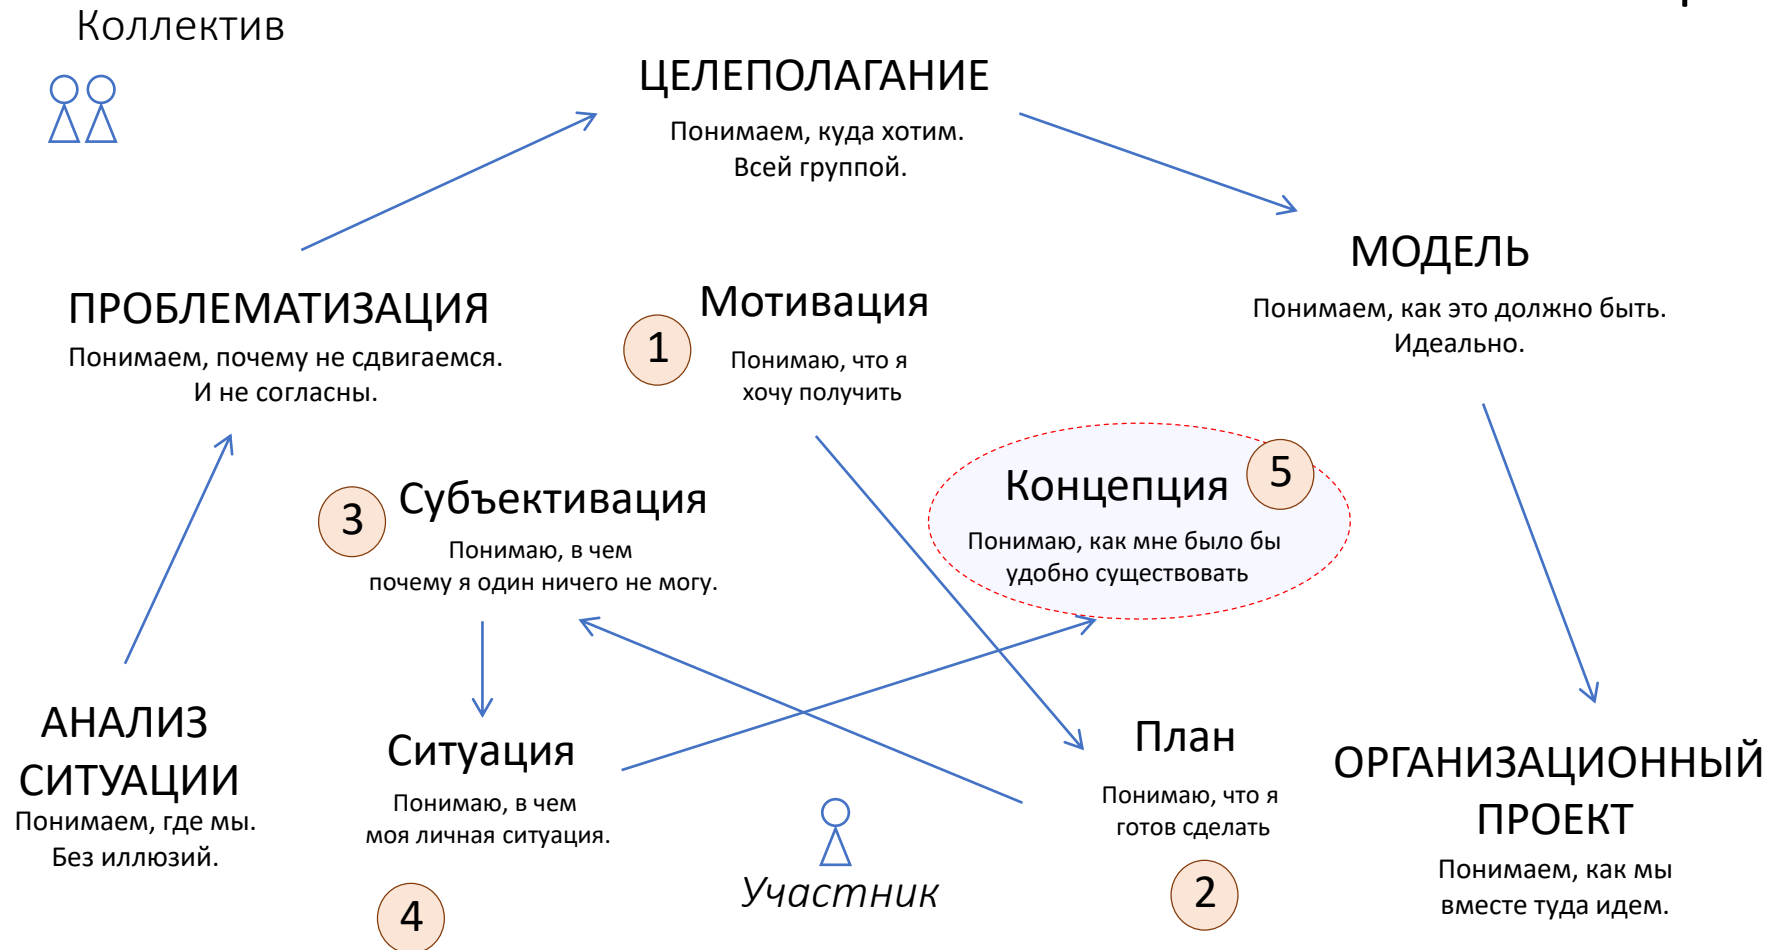 Коллектив
ЦЕЛЕПОЛАГАНИЕ
Понимаем, куда хотим.
Всей группой.
МОДЕЛЬ
Понимаем, как это должно быть.
Идеально.
ПРОБЛЕМАТИЗАЦИЯ
Понимаем, почему не сдвигаемся.
И не согласны.
Мотивация
1
Понимаю, что я
хочу получить
Концепция
5
Понимаю, как мне было бы
удобно существовать
3
Субъективация
Понимаю, в чем
почему я один ничего не могу.
АНАЛИЗ
СИТУАЦИИ
Понимаем, где мы.
Без иллюзий.
Ситуация
Понимаю, в чем
моя личная ситуация.
4
Участник
План
Понимаю, что я
готов сделать
2
ОРГАНИЗАЦИОННЫЙ
ПРОЕКТ
Понимаем, как мы
вместе туда идем.